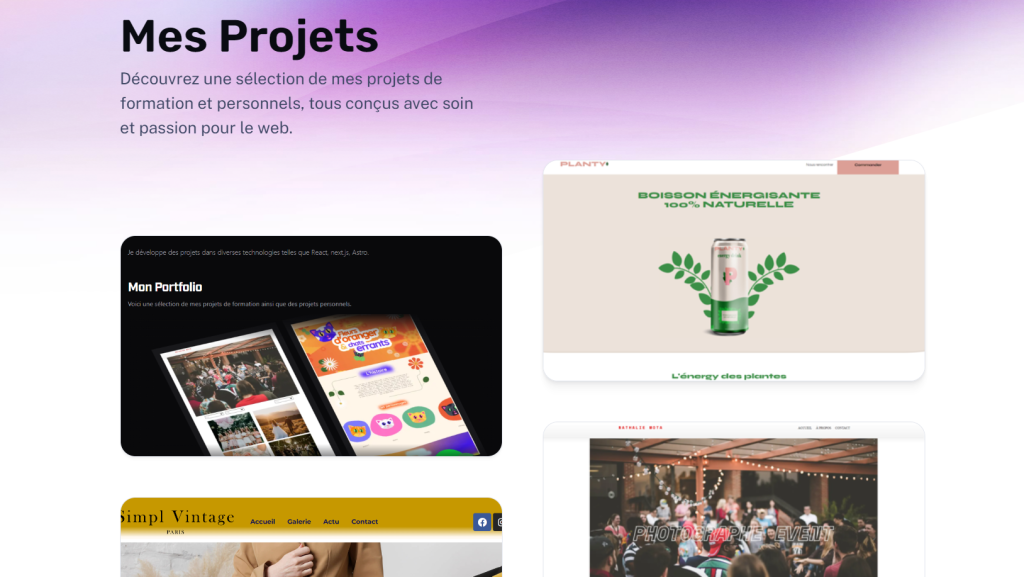 Mes Projets
Découvrez une sélection de mes projets de
formation et personnels, tous conçus avec soin
et passion pour le web.
PLANTY
Commander
BOISSON ÉNERGISANTE
100% NATURELLE
L'énergy des plantes
Je développe des projets dans diverses technologies telles que React, next.js, Astro.
Mon Portfolio
Voici une sélection de mes projets de formation ainsi que des projets personnels.
Fleurs
d'oranger
& chats
errants
L'histoire
NATHALIE MOTA
ACCUEIL À PROPOS CONTACT
PHOTOGRAPHE EVENT
Simpl Vintage
PARIS
Accueil Galerie Actu Contact